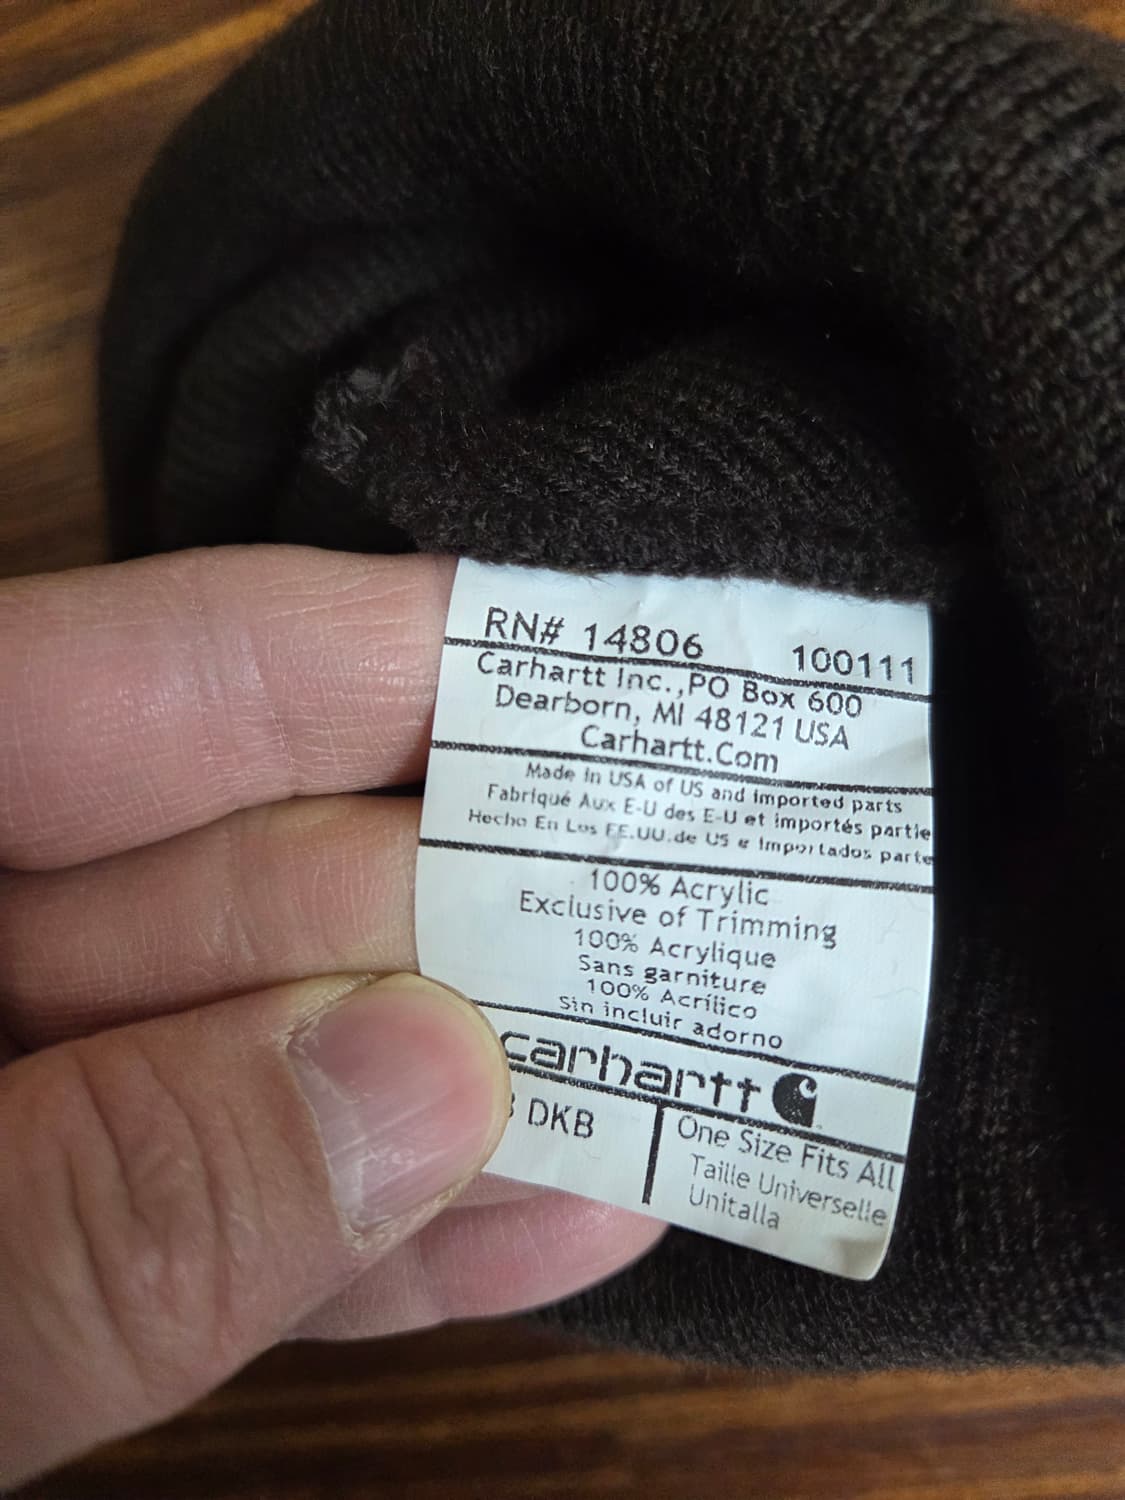 RN# 14806 100111
Carhartt Inc.,PO Box 600
Dearborn, MI 48121 USA
Carhartt.Com
Made in USA of US and imported parts
Fabriqué Aux E-U des E-U et importés partie
Hecho En Los EE.UU.de US e Importados parte
100% Acrylic
Exclusive of Trimming
100% Acrylique
Sans garniture
100% Acrílico
Sin incluir adorno
carhartt
DKB
One Size Fits All
Taille Universelle
Unitalla